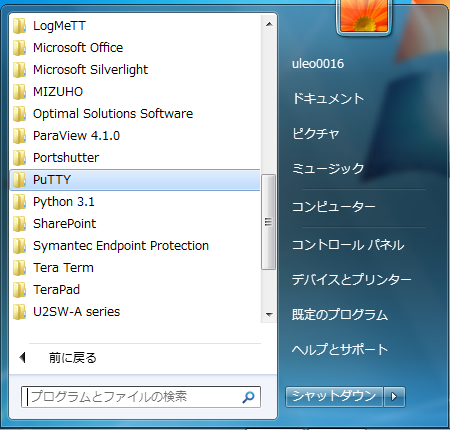 LogMeTT
Microsoft Office
Microsoft Silverlight
MIZUHO
Optimal Solutions Software
ParaView 4.1.0
Portshutter
PuTTY
Python 3.1
SharePoint
Symantec Endpoint Protection
Tera Term
TeraPad
U2SW-A series
前に戻る
プログラムとファイルの検索
uleo0016
ドキュメント
ピクチャ
ミュージック
コンピューター
コントロール パネル
デバイスとプリンター
既定のプログラム
ヘルプとサポート
シャットダウン